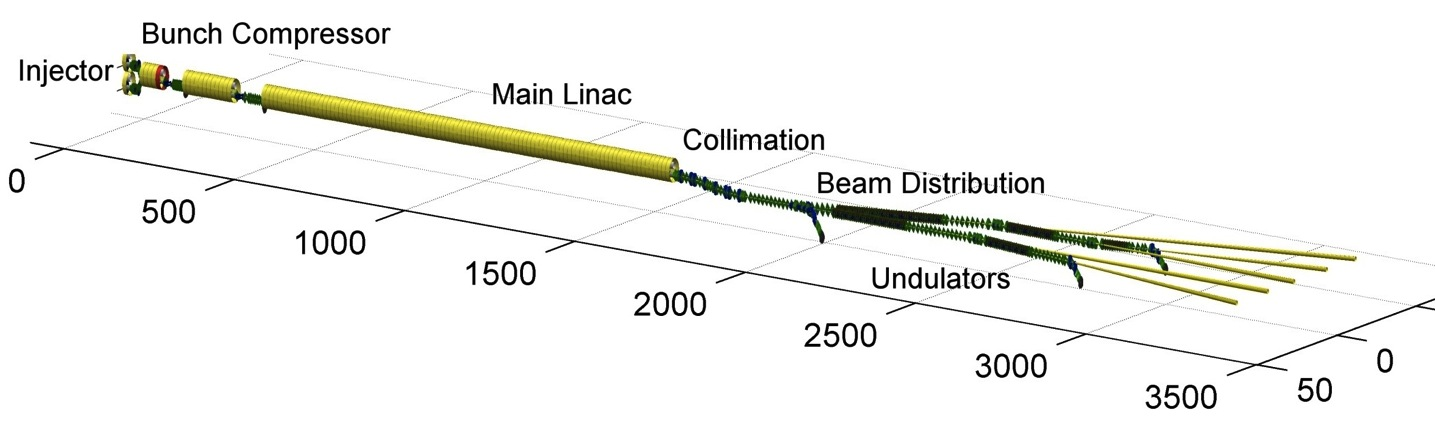 Bunch Compressor
Injector
Main Linac
Collimation
Beam Distribution
Undulators
0
500
1000
1500
2000
2500
3000
3500
50
0